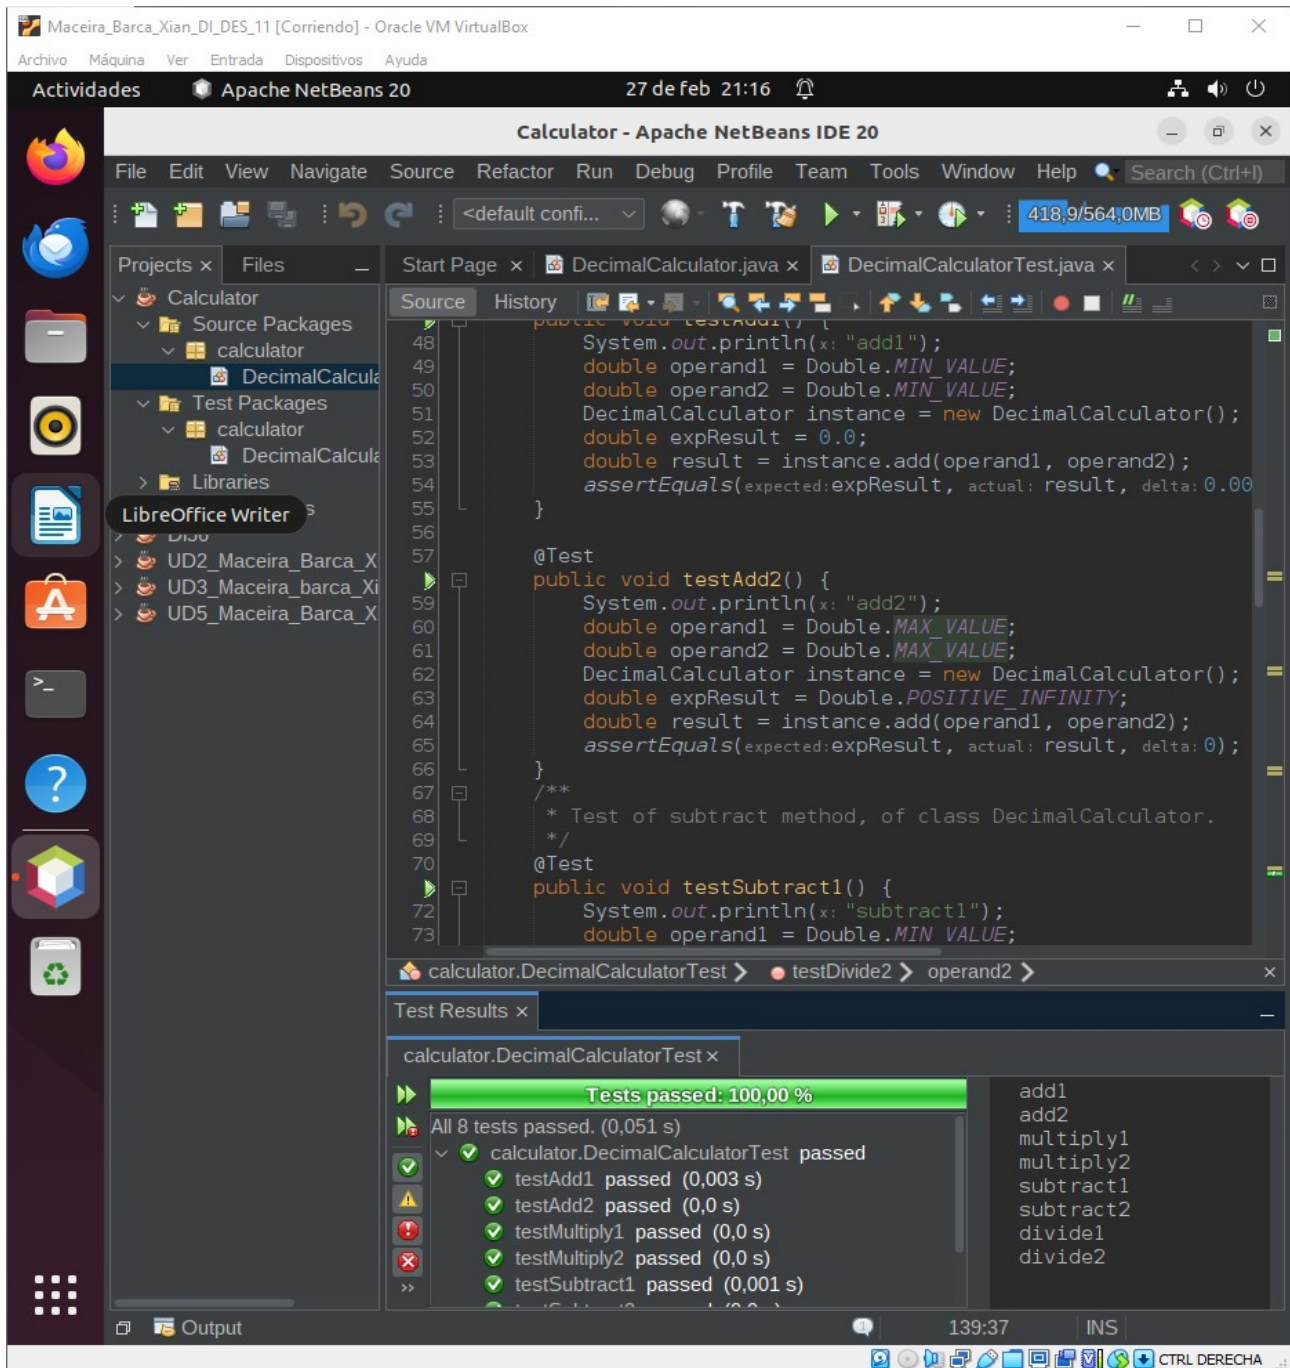 Maceira_Barca_Xian_DI_DES_11 [Corriendo] - Oracle VM VirtualBox
Archivo Máquina Ver Entrada Dispositivos Ayuda
Actividades Apache NetBeans 20 27 de feb 21:16
Calculator - Apache NetBeans IDE 20
File Edit View Navigate Source Refactor Run Debug Profile Team Tools Window Help Search (Ctrl+I)
<default confi... 418,9/564,0MB
Projects Files
Start Page DecimalCalculator.java DecimalCalculatorTest.java
Calculator
Source Packages
calculator
DecimalCalcula
Test Packages
calculator
DecimalCalcula
Libraries
LibreOffice Writer s
DI50
UD2_Maceira_Barca_X
UD3_Maceira_barca_Xi
UD5_Maceira_Barca_X
Source History
public void testAdd1() {
48 System.out.println(x: "add1");
49 double operand1 = Double.MIN_VALUE;
50 double operand2 = Double.MIN_VALUE;
51 DecimalCalculator instance = new DecimalCalculator();
52 double expResult = 0.0;
53 double result = instance.add(operand1, operand2);
54 assertEquals(expected:expResult, actual: result, delta: 0.00
55 }
56
57 @Test
public void testAdd2() {
59 System.out.println(x: "add2");
60 double operand1 = Double.MAX_VALUE;
61 double operand2 = Double.MAX_VALUE;
62 DecimalCalculator instance = new DecimalCalculator();
63 double expResult = Double.POSITIVE_INFINITY;
64 double result = instance.add(operand1, operand2);
65 assertEquals(expected:expResult, actual: result, delta: 0);
66 }
67 /**
68 * Test of subtract method, of class DecimalCalculator.
69 */
70 @Test
public void testSubtract1() {
72 System.out.println(x: "subtract1");
73 double operand1 = Double.MIN_VALUE;
calculator.DecimalCalculatorTest testDivide2 operand2
Test Results
calculator.DecimalCalculatorTest
Tests passed: 100,00 %
All 8 tests passed. (0,051 s)
calculator.DecimalCalculatorTest passed
testAdd1 passed (0,003 s)
testAdd2 passed (0,0 s)
testMultiply1 passed (0,0 s)
testMultiply2 passed (0,0 s)
testSubtract1 passed (0,001 s)
add1
add2
multiply1
multiply2
subtract1
subtract2
divide1
divide2
Output 1 139:37 INS
CTRL DERECHA